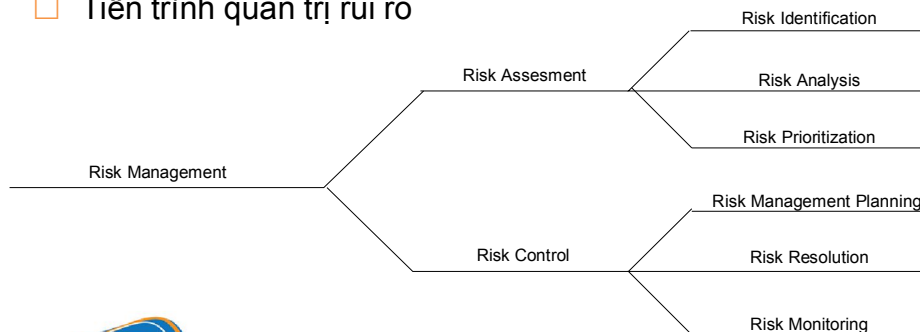 Tiến trình quản trị rủi ro
Risk Identification
Risk Assesment
Risk Analysis
Risk Prioritization
Risk Management
Risk Management Planning
Risk Control
Risk Resolution
Risk Monitoring